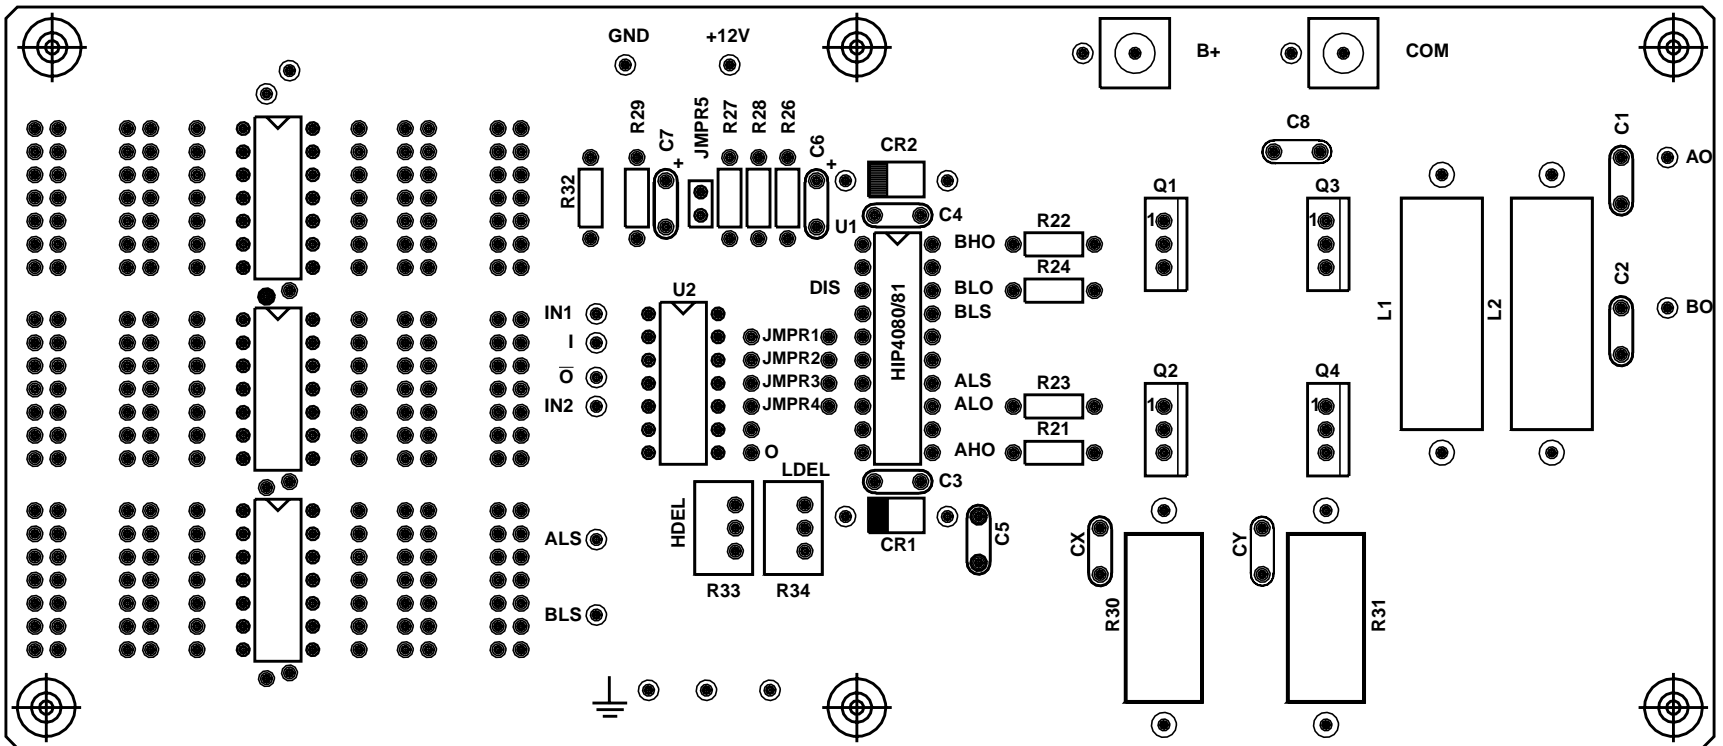 GND
+12V
B+
COM
R29
C7
+
JMPR5
R27
R28
R26
C6
+
CR2
C8
C1
AO
R32
U1
C4
Q1
1
Q3
1
BHO
R22
R24
DIS
BLO
BLS
HIP4080/81
U2
IN1
I
O
IN2
JMPR1
JMPR2
JMPR3
JMPR4
O
L1
L2
C2
BO
ALS
ALO
AHO
R23
R21
Q2
1
Q4
1
LDEL
HDEL
C3
CR1
C5
CX
CY
ALS
BLS
R33
R34
R30
R31